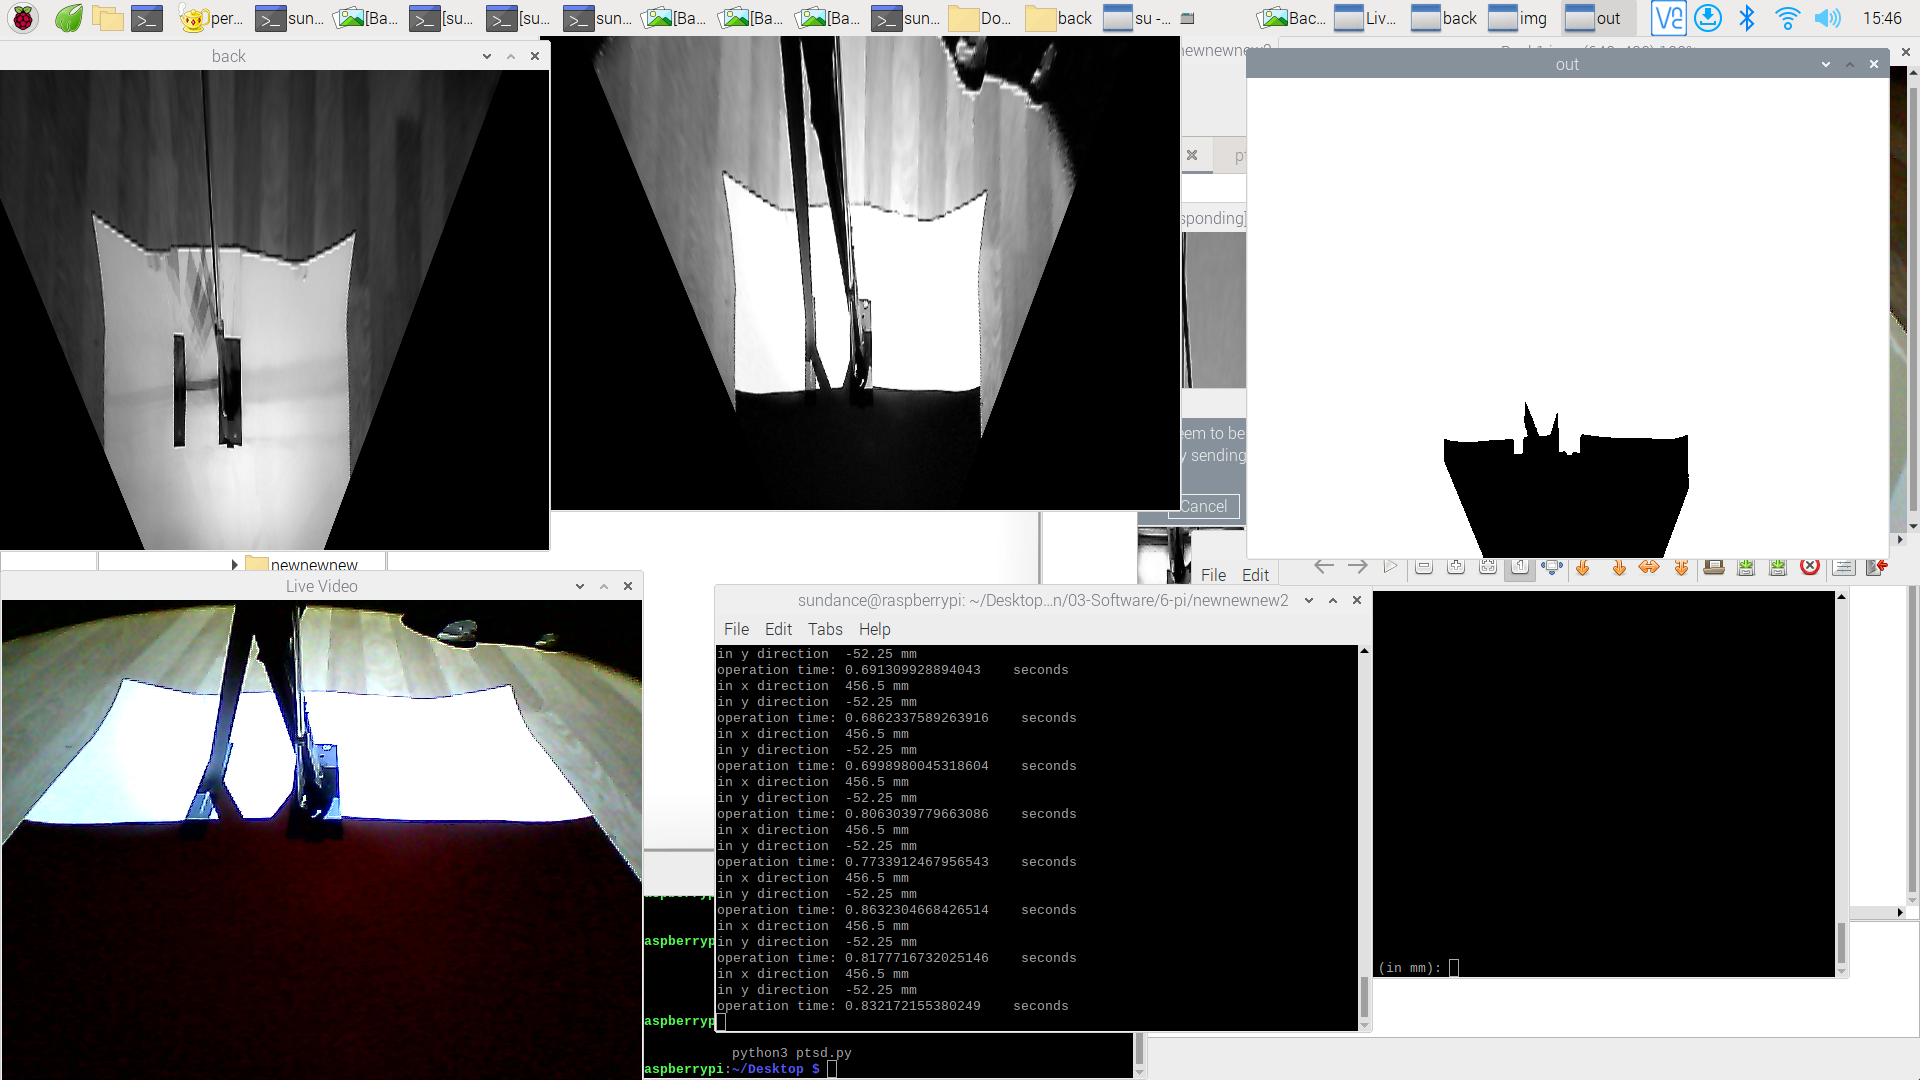 per... sun... [Ba... [su... [su... sun... [Ba... [Ba... [Ba... sun... Do... back su -... Bac... Liv... back img out 15:46
back
newnewnew2
out
sponding]
eem to be
y sending
Cancel
File Edit
newnewnew
Live Video
sundance@raspberrypi: ~/Desktop...n/03-Software/6-pi/newnewnew2
File Edit Tabs Help
in y direction  -52.25 mm
operation time: 0.691309928894043    seconds
in x direction  456.5 mm
in y direction  -52.25 mm
operation time: 0.6862337589263916    seconds
in x direction  456.5 mm
in y direction  -52.25 mm
operation time: 0.6998980045318604    seconds
in x direction  456.5 mm
in y direction  -52.25 mm
operation time: 0.8063039779663086    seconds
in x direction  456.5 mm
in y direction  -52.25 mm
operation time: 0.7733912467956543    seconds
in x direction  456.5 mm
in y direction  -52.25 mm
operation time: 0.8632304668426514    seconds
in x direction  456.5 mm
in y direction  -52.25 mm
operation time: 0.8177716732025146    seconds
in x direction  456.5 mm
in y direction  -52.25 mm
operation time: 0.832172155380249    seconds
(in mm):
aspberryp
aspberryp
python3 ptsd.py
aspberrypi:~/Desktop $